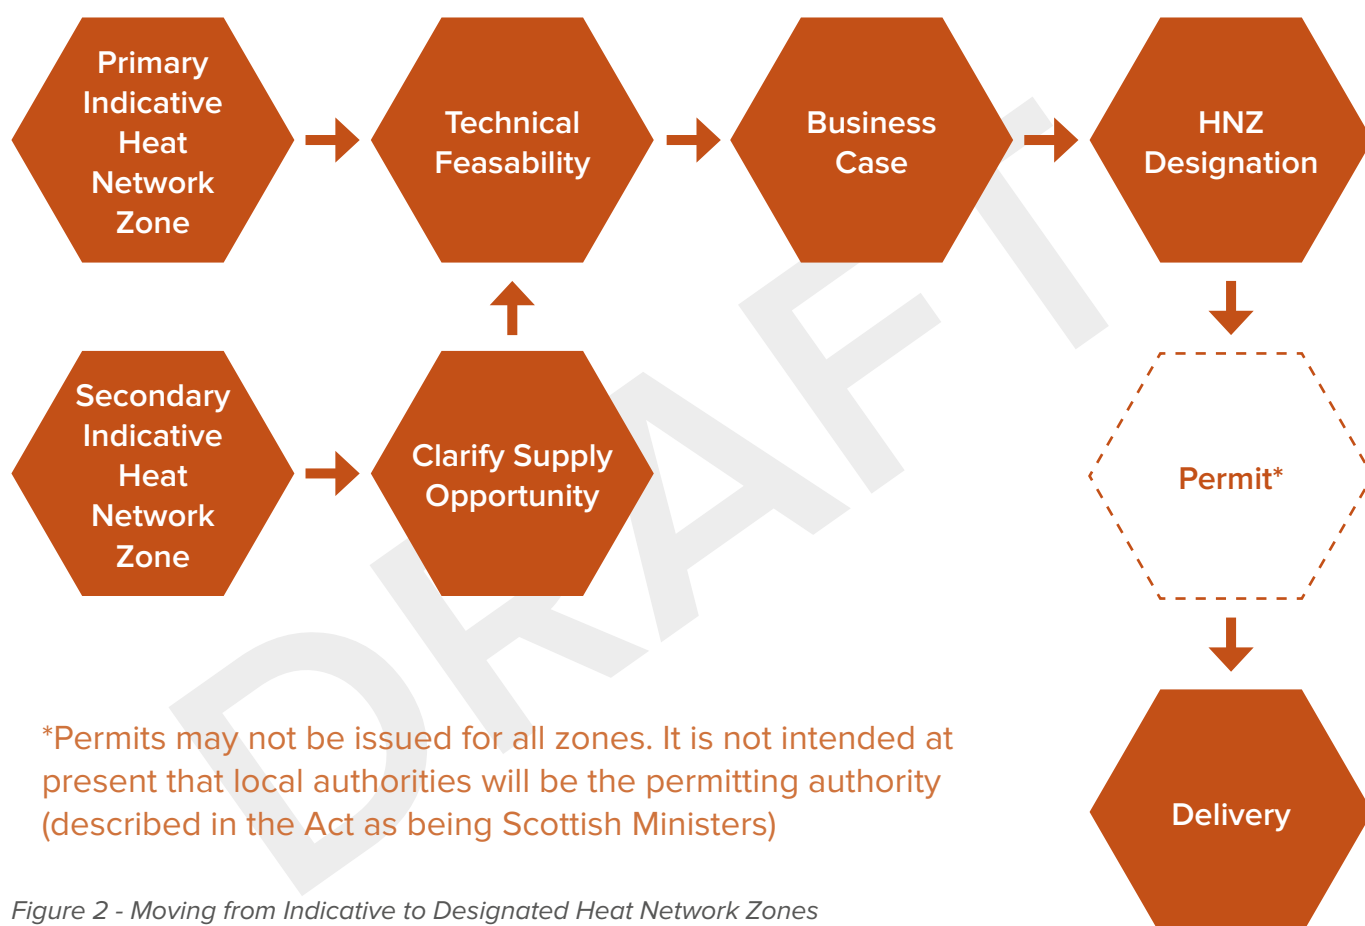 Primary
Indicative
Heat
Network
Zone
Technical
Feasability
Business
Case
HNZ
Designation
Secondary
Indicative
Heat
Network
Zone
Clarify Supply
Opportunity
Permit*
Delivery
DRAFT
*Permits may not be issued for all zones. It is not intended at
present that local authorities will be the permitting authority
(described in the Act as being Scottish Ministers)
Figure 2 - Moving from Indicative to Designated Heat Network Zones